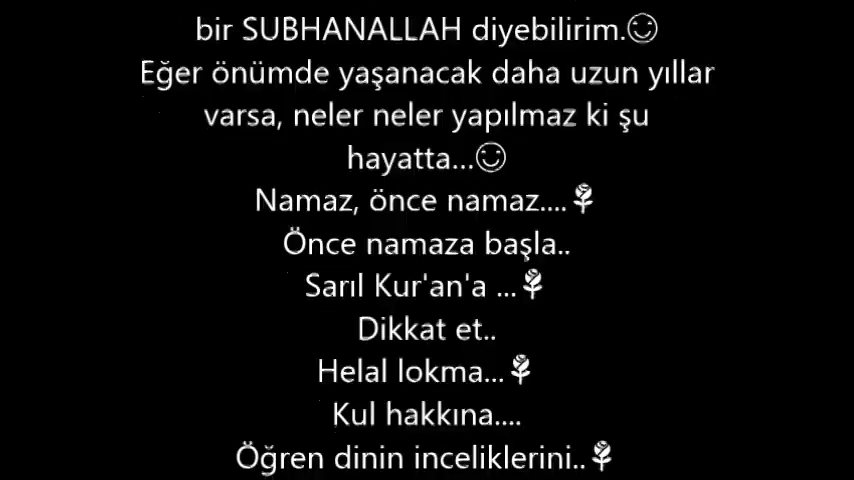 bir SUBHANALLAH diyebilirim.☺
Eğer önümde yaşanacak daha uzun yıllar
varsa, neler neler yapılmaz ki şu
hayatta...☺
Namaz, önce namaz....🌹
Önce namaza başla..
Sarıl Kur'an'a ...🌹
Dikkat et..
Helal lokma...🌹
Kul hakkına....
Öğren dinin inceliklerini..🌹